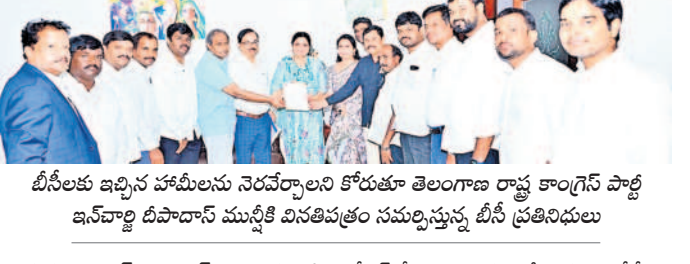 బీసీలకు ఇచ్చిన హామీలను నెరవేర్చాలని కోరుతూ తెలంగాణ రాష్ట్ర కాంగ్రెస్ పార్టీ
ఇన్‌చార్జి దీపాదాస్ మున్షీకి వినతిపత్రం సమర్పిస్తున్న బీసీ ప్రతినిధులు